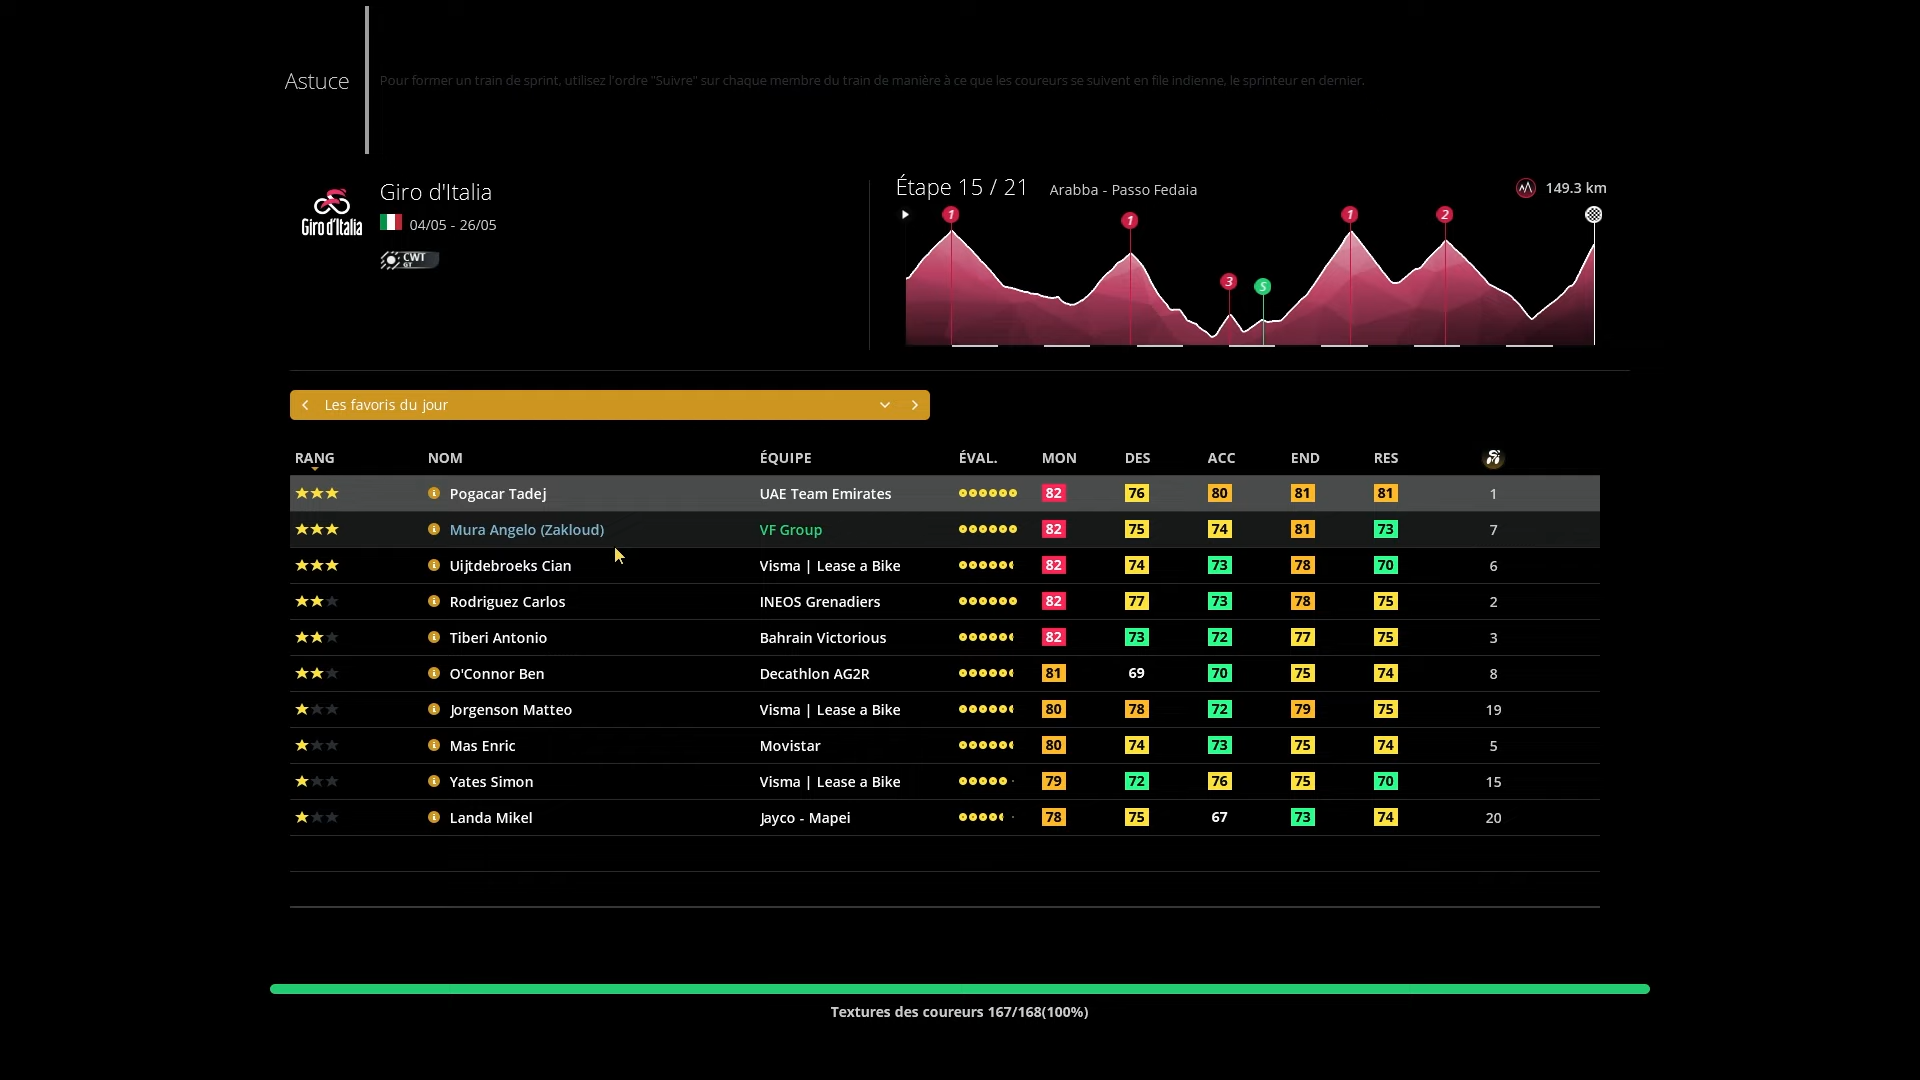 Astuce
Pour former un train de sprint, utilisez l'ordre "Suivre" sur chaque membre du train de manière à ce que les coureurs se suivent en file indienne, le sprinteur en dernier.
Giro d'Italia
04/05 - 26/05
Giro d'Italia
CWT
GT
Étape 15 / 21 Arabba - Passo Fedaia 149.3 km
1 1 3 S 1 2
Les favoris du jour
RANG NOM ÉQUIPE ÉVAL. MON DES ACC END RES
Pogacar Tadej UAE Team Emirates 82 76 80 81 81 1
Mura Angelo (Zakloud) VF Group 82 75 74 81 73 7
Uijtdebroeks Cian Visma | Lease a Bike 82 74 73 78 70 6
Rodriguez Carlos INEOS Grenadiers 82 77 73 78 75 2
Tiberi Antonio Bahrain Victorious 82 73 72 77 75 3
O'Connor Ben Decathlon AG2R 81 69 70 75 74 8
Jorgenson Matteo Visma | Lease a Bike 80 78 72 79 75 19
Mas Enric Movistar 80 74 73 75 74 5
Yates Simon Visma | Lease a Bike 79 72 76 75 70 15
Landa Mikel Jayco - Mapei 78 75 67 73 74 20
Textures des coureurs 167/168(100%)